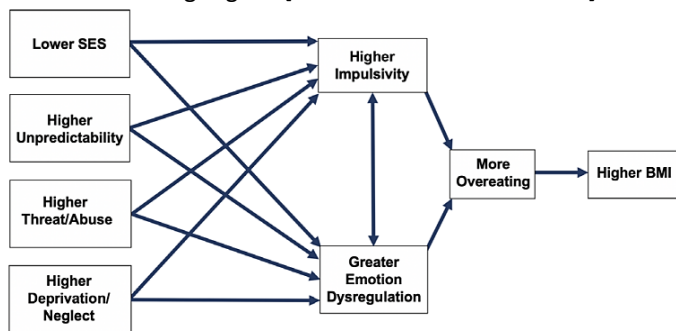 Lower SES
Higher
Unpredictability
Higher
Threat/Abuse
Higher
Deprivation/
Neglect
Higher
Impulsivity
Greater
Emotion
Dysregulation
More
Overeating
Higher BMI